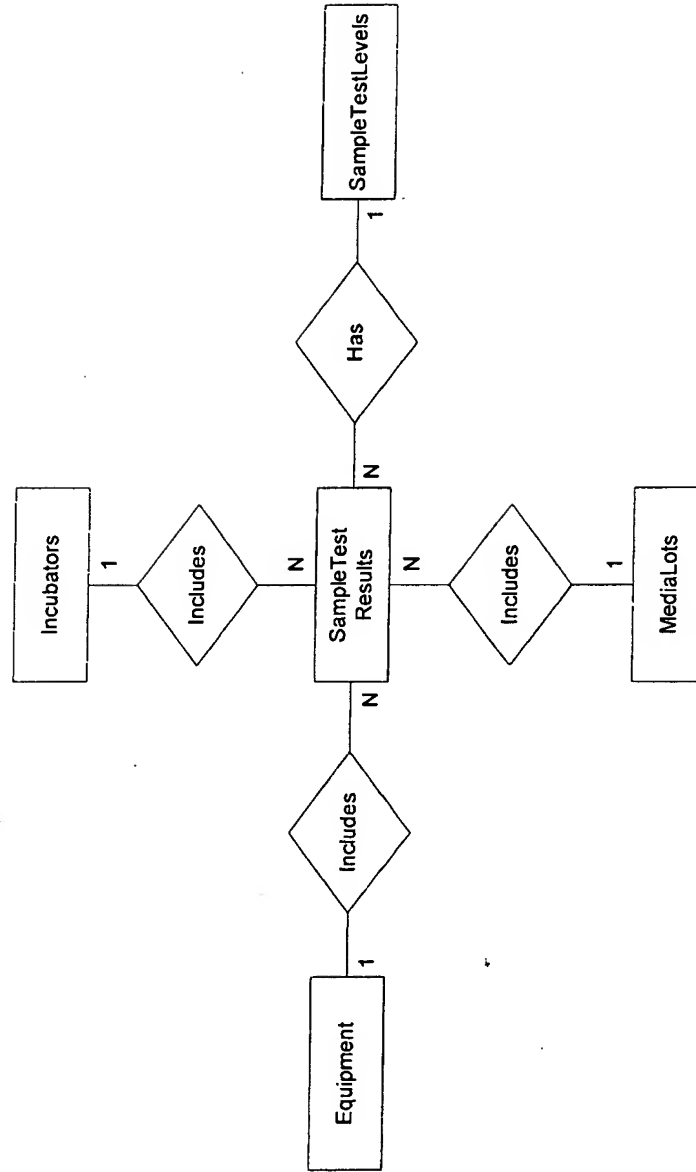 Incubators
1
Includes
N
Equipment
1
Includes
N
SampleTest
Results
N
Has
1
SampleTestLevels
N
Includes
1
MediaLots